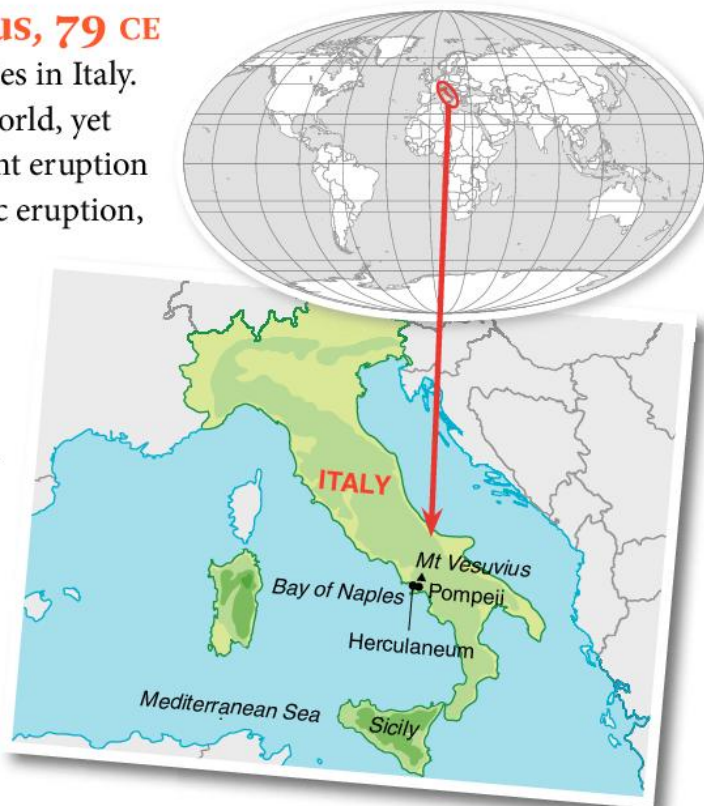 us, 79 CE
es in Italy.
orld, yet
nt eruption
c eruption,
ITALY
Mt Vesuvius
Bay of Naples
Pompeii
Herculaneum
Mediterranean Sea
Sicily